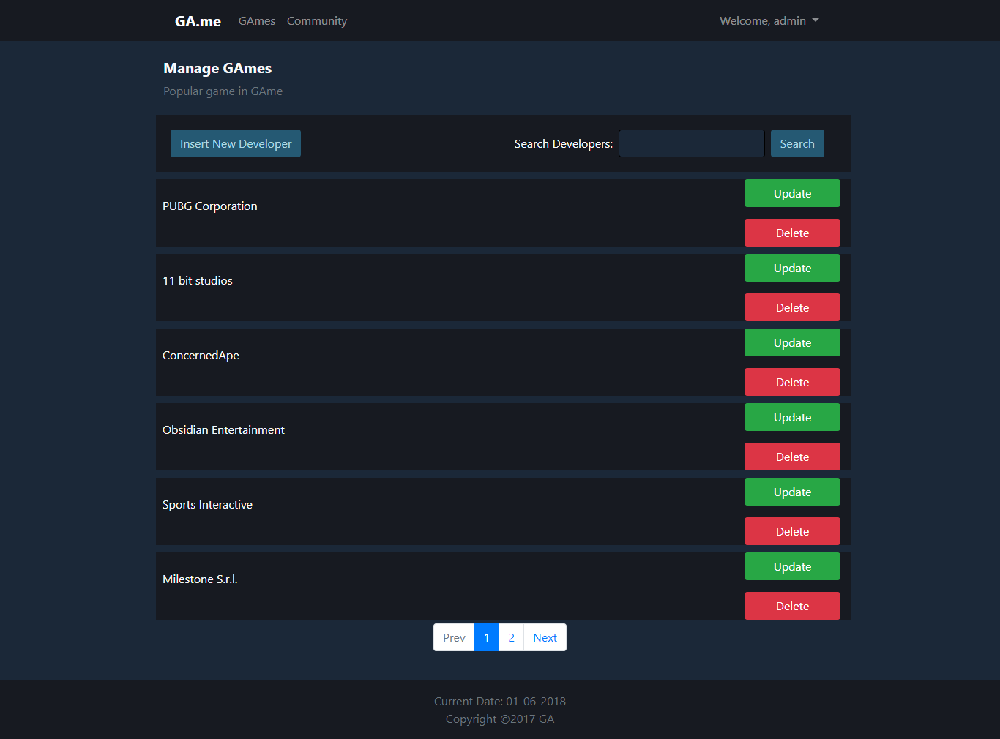 GA.me GAmes Community Welcome, admin
Manage GAmes
Popular game in GAme
Insert New Developer Search Developers: Search
PUBG Corporation
Update
Delete
11 bit studios
Update
Delete
ConcernedApe
Update
Delete
Obsidian Entertainment
Update
Delete
Sports Interactive
Update
Delete
Milestone S.r.l.
Update
Delete
Prev 1 2 Next
Current Date: 01-06-2018
Copyright ©2017 GA